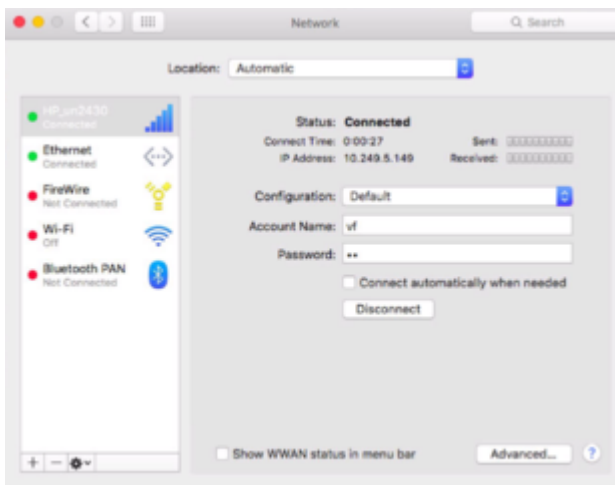 Network
Search
Location: Automatic
HP_un2430
Connected
Ethernet
Connected
FireWire
Not Connected
Wi-Fi
Off
Bluetooth PAN
Not Connected
Status: Connected
Connect Time: 0:00:27 Sent:
IP Address: 10.249.5.149 Received:
Configuration: Default
Account Name: vf
Password: ••
Connect automatically when needed
Disconnect
Show WWAN status in menu bar
Advanced... ?